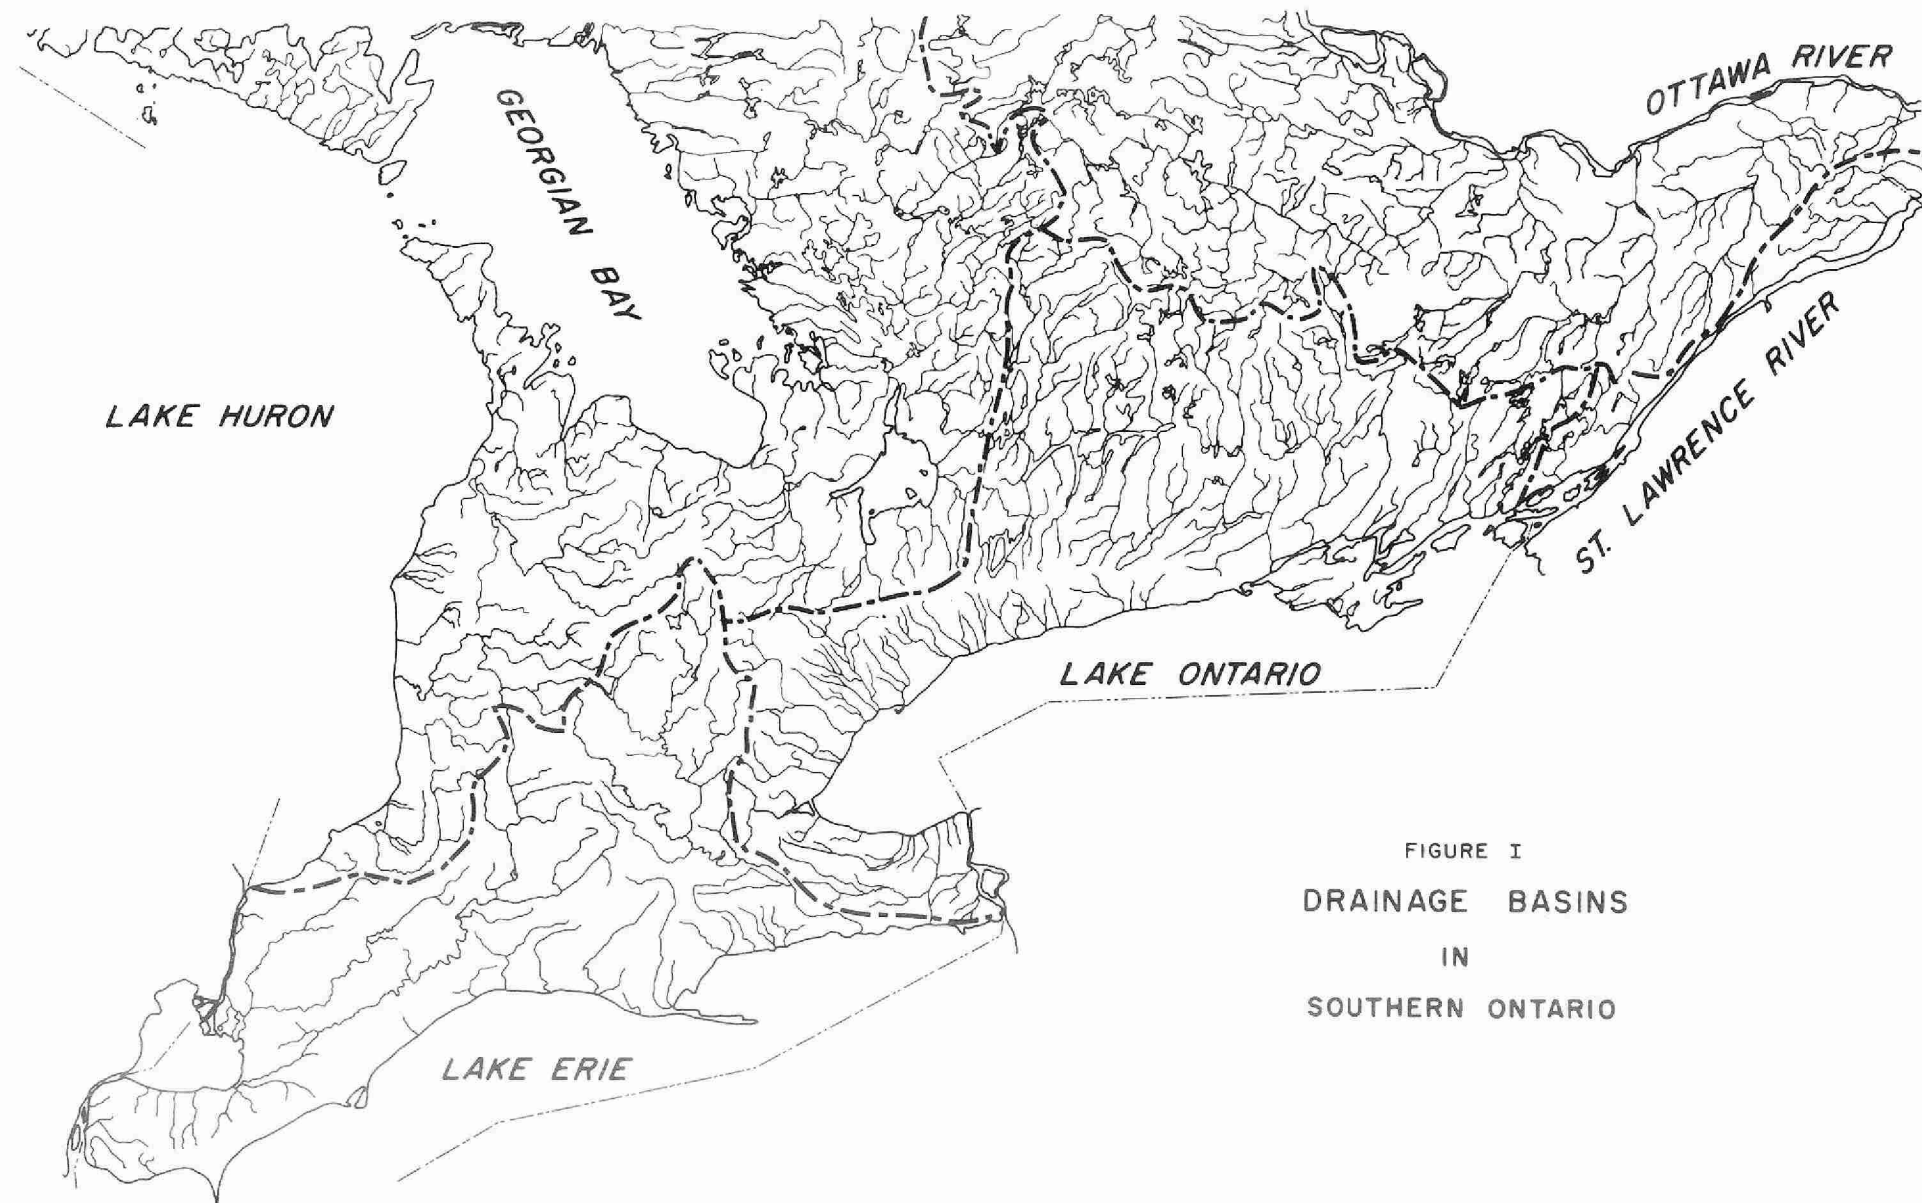 OTTAWA RIVER
GEORGIAN BAY
LAKE HURON
ST. LAWRENCE RIVER
LAKE ONTARIO
LAKE ERIE
FIGURE I
DRAINAGE BASINS
IN
SOUTHERN ONTARIO